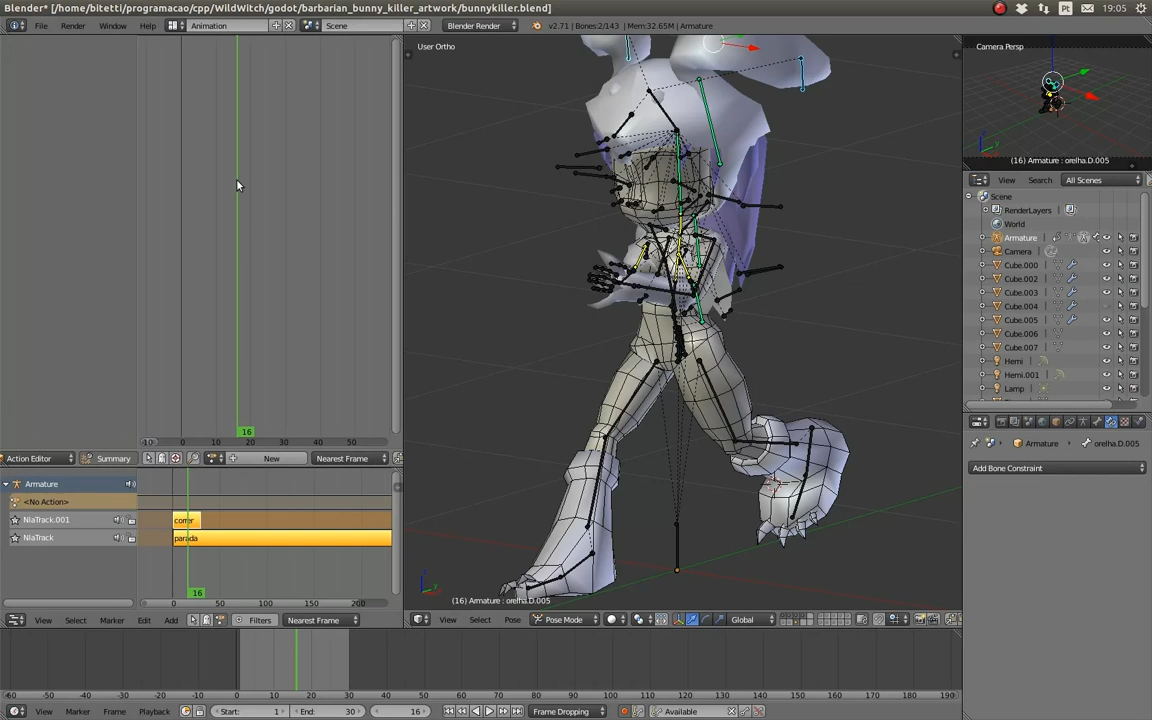 Blender* [/home/bitetti/programacao/cpp/WildWitch/godot/barbarian_bunny_killer_artwork/bunnykiller.blend]
Pt
19:05
File Render Window Help Animation Scene Blender Render v2.71 | Bones:2/143 | Mem:32.65M | Armature
User Ortho
Camera Persp
(16) Armature : orelha.D.005
View Search All Scenes
Scene
RenderLayers
World
Armature
Camera
Cube.000
Cube.002
Cube.003
Cube.004
Cube.005
Cube.006
Cube.007
Hemi
Hemi.001
Lamp
Armature orelha.D.005
Add Bone Constraint
16
-10 0 10 20 30 40 50
Action Editor Summary New Nearest Frame
Armature
<No Action>
NlaTrack.001 correr
NlaTrack parada
16
0 50 100 150 200
View Select Marker Edit Add Filters Nearest Frame
(16) Armature : orelha.D.005
View Select Pose Pose Mode Global
-60 -50 -40 -30 -20 -10 0 10 20 30 40 50 60 70 80 90 100 110 120 130 140 150 160 170 180 190
View Marker Frame Playback Start: 1 End: 30 16 Frame Dropping Available